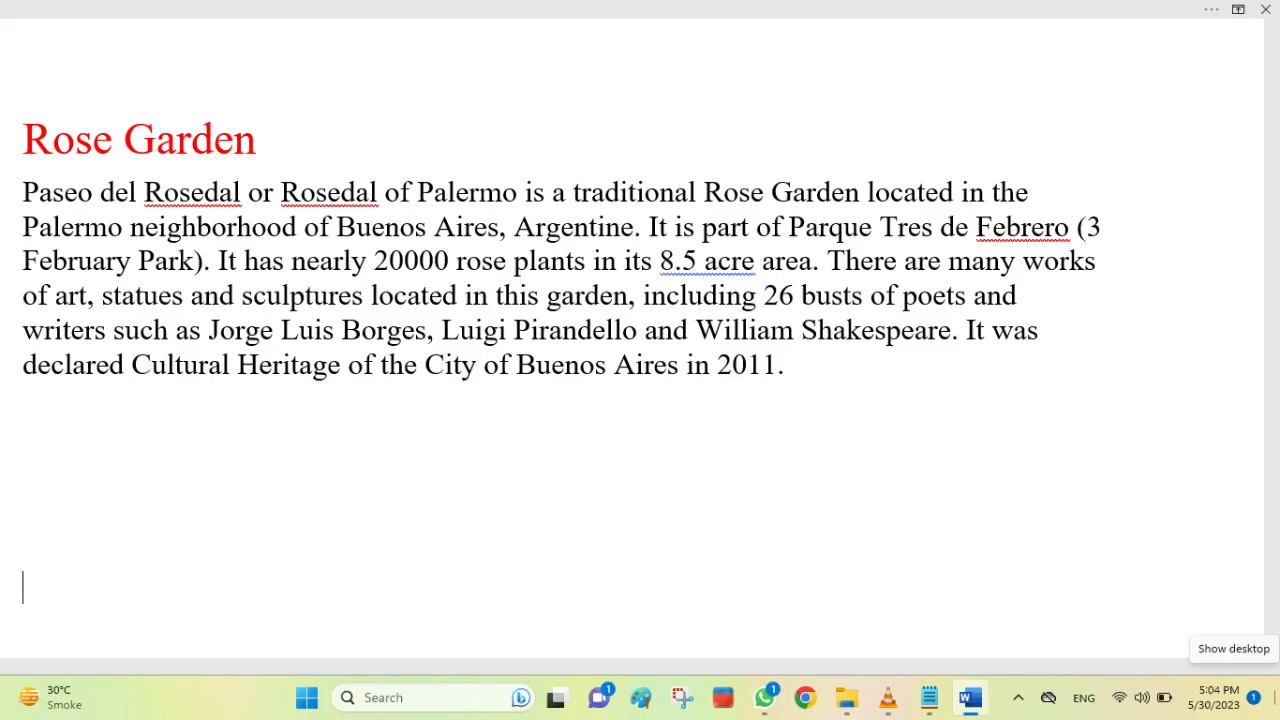 Rose Garden
Paseo del Rosedal or Rosedal of Palermo is a traditional Rose Garden located in the
Palermo neighborhood of Buenos Aires, Argentine. It is part of Parque Tres de Febrero (3
February Park). It has nearly 20000 rose plants in its 8.5 acre area. There are many works
of art, statues and sculptures located in this garden, including 26 busts of poets and
writers such as Jorge Luis Borges, Luigi Pirandello and William Shakespeare. It was
declared Cultural Heritage of the City of Buenos Aires in 2011.
Show desktop
30°C
Smoke
Search
1
1
W
ENG
5:04 PM
5/30/2023
1